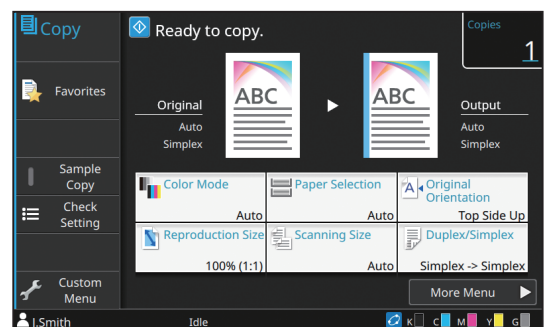 Copy
Ready to copy.
Copies
1
Favorites
Original
Auto
Simplex
ABC
ABC
Output
Auto
Simplex
Sample
Copy
Check
Setting
Color Mode
Auto
Paper Selection
Auto
Original
Orientation
Top Side Up
Reproduction Size
100% (1:1)
Scanning Size
Auto
Duplex/Simplex
Simplex -> Simplex
Custom
Menu
More Menu
J.Smith
Idle
K
C
M
Y
G